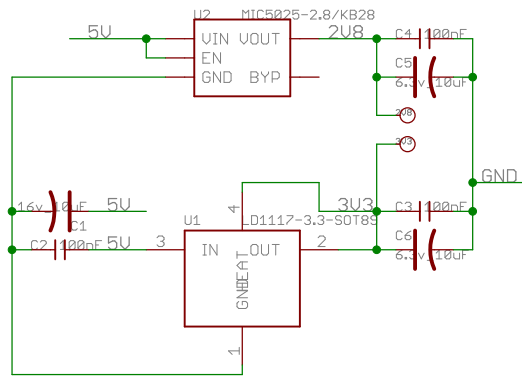 U2 MIC5025-2.8/KB28
5V
VIN VOUT
EN
GND BYP
2V8
C4 100nF
C5
6.3v 10uF
2V8
3V3
GND
16v 10uF
C1
5V
C2 100nF
5V
U1
LD1117-3.3-SOT89
4
3
IN OUT
2
HEAT
GND
1
3V3
C3 100nF
C6
6.3v 10uF